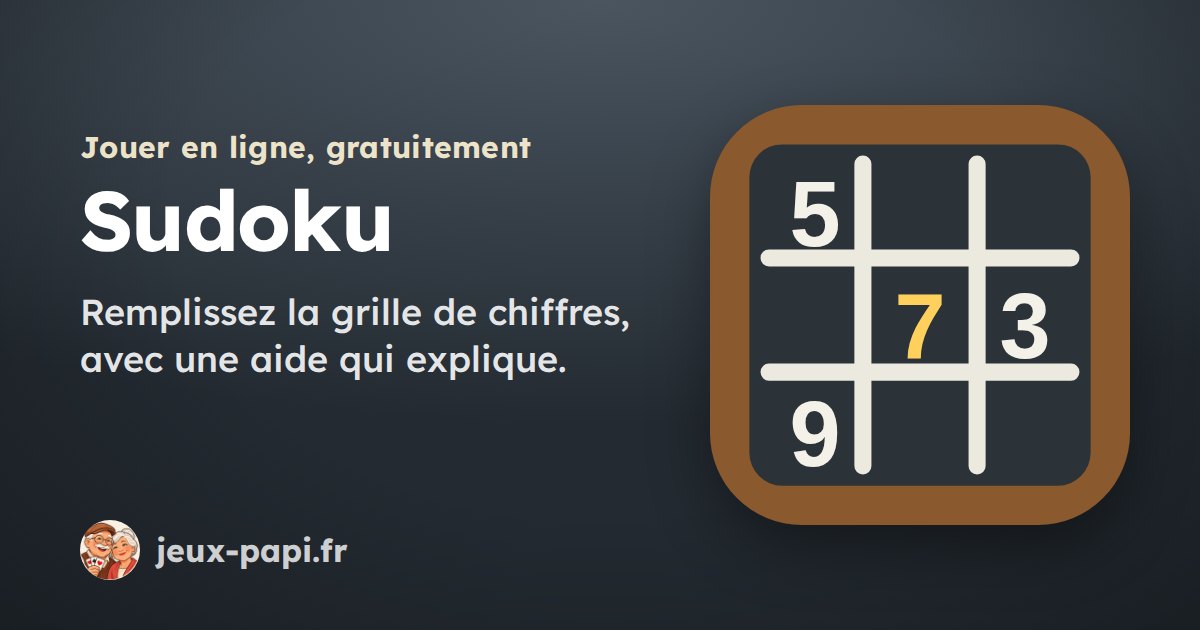 Jouer en ligne, gratuitement
Sudoku
Remplissez la grille de chiffres,
avec une aide qui explique.
jeux-papi.fr
5
7 3
9